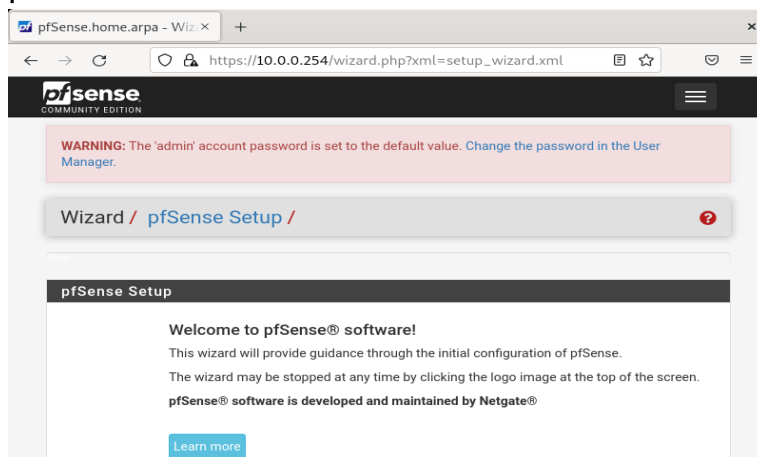 pfSense.home.arpa - Wiz
https://10.0.0.254/wizard.php?xml=setup_wizard.xml
pfsense
COMMUNITY EDITION
WARNING: The 'admin' account password is set to the default value. Change the password in the User
Manager.
Wizard / pfSense Setup /
Step
pfSense Setup
Welcome to pfSense® software!
This wizard will provide guidance through the initial configuration of pfSense.
The wizard may be stopped at any time by clicking the logo image at the top of the screen.
pfSense® software is developed and maintained by Netgate®
Learn more